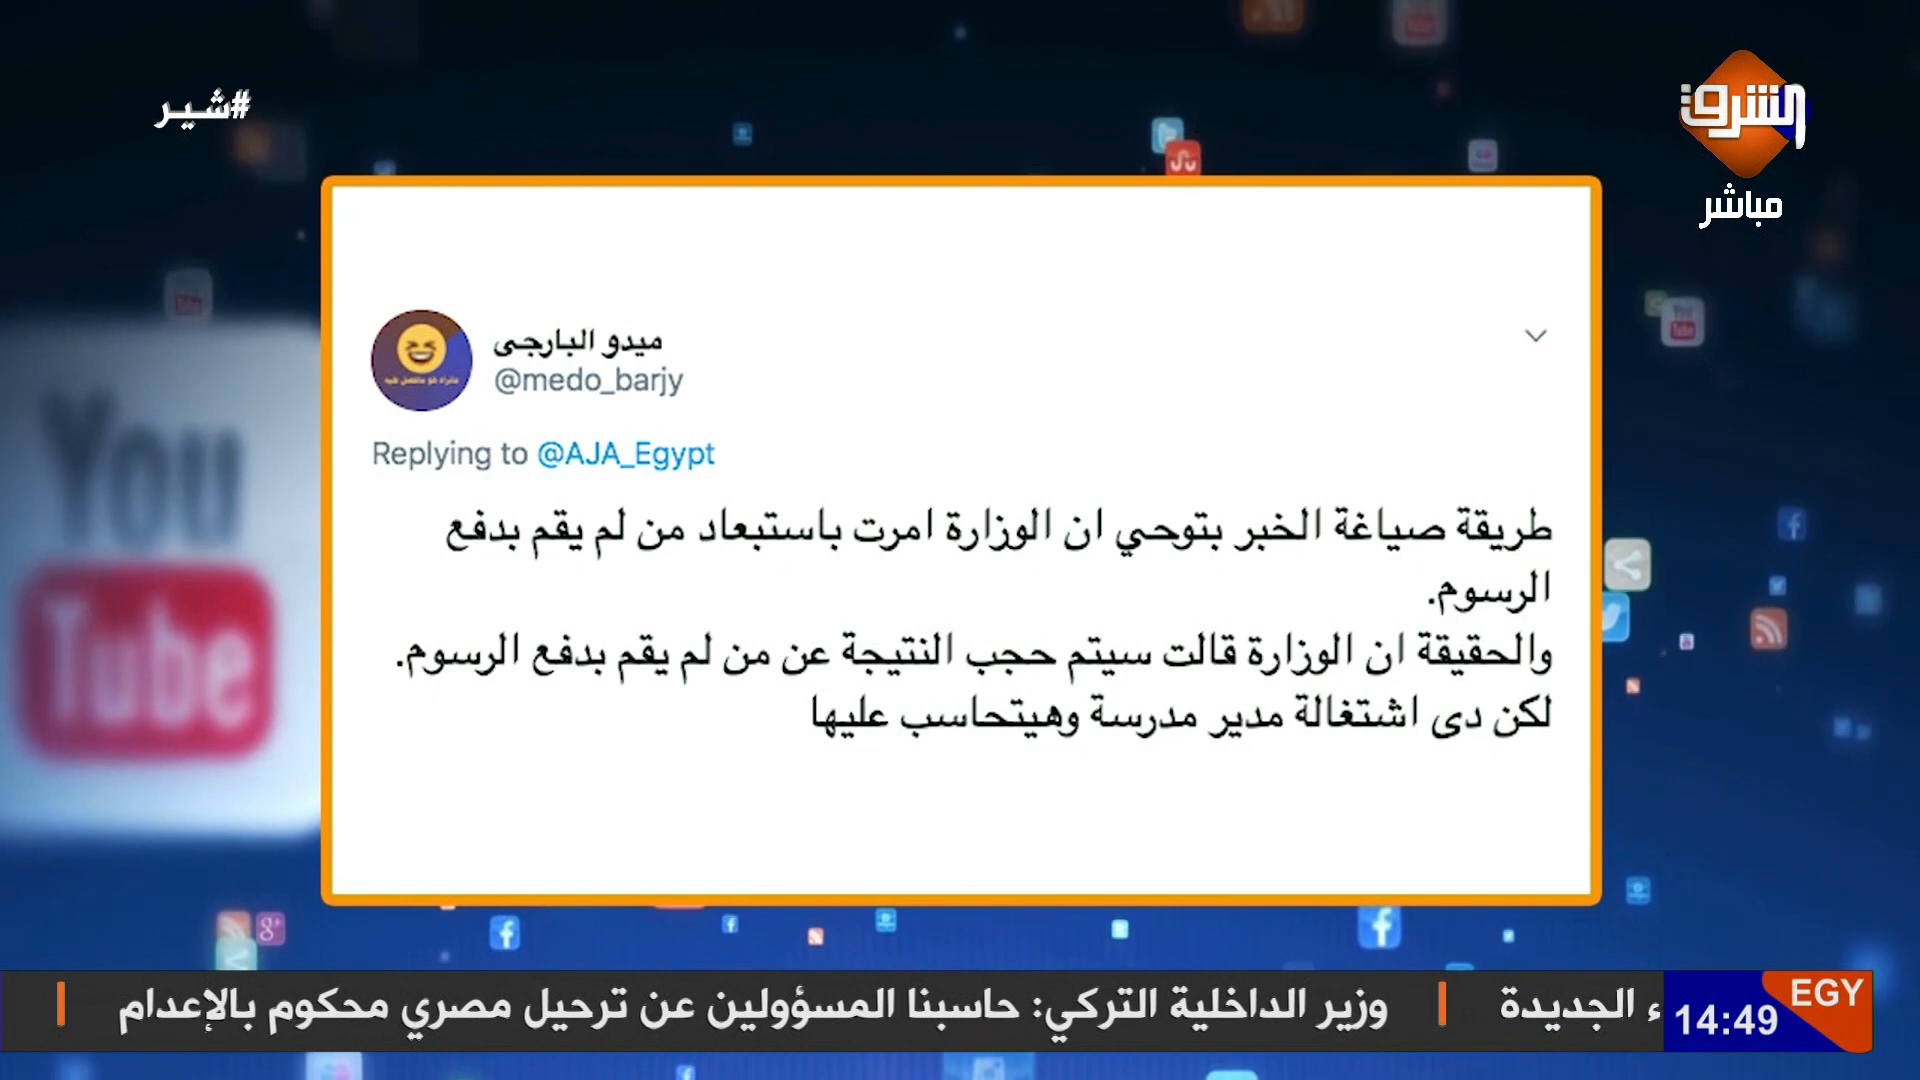 #شير
الشرق
مباشر
ميدو البارجى
@medo_barjy
Replying to @AJA_Egypt
طريقة صياغة الخبر بتوحي ان الوزارة امرت باستبعاد من لم يقم بدفع
الرسوم.
والحقيقة ان الوزارة قالت سيتم حجب النتيجة عن من لم يقم بدفع الرسوم.
لكن دى اشتغالة مدير مدرسة وهيتحاسب عليها
You
Tube
EGY
14:49
ء الجديدة | وزير الداخلية التركي: حاسبنا المسؤولين عن ترحيل مصري محكوم بالإعدام |